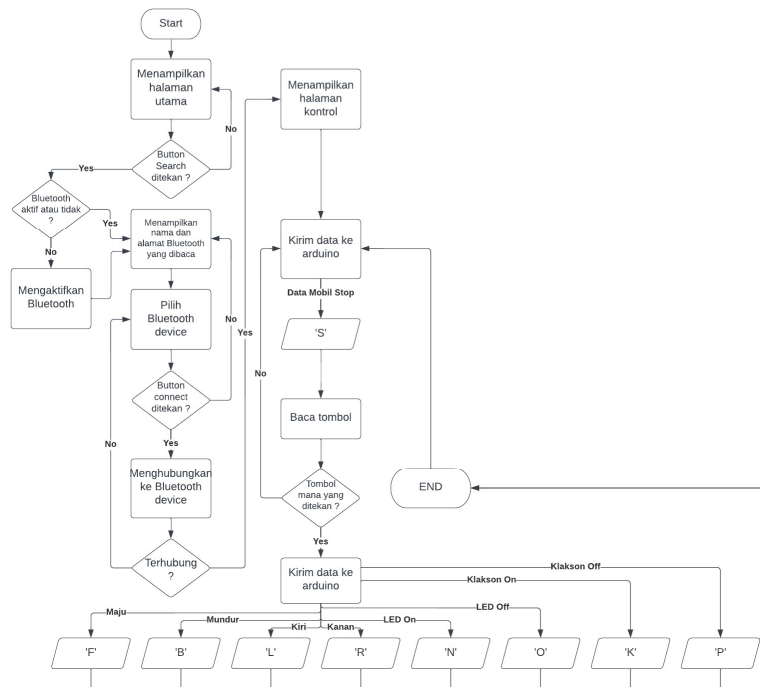 Start
Menampilkan
halaman
utama
No
Button
Search
ditekan ?
Yes
Bluetooth
aktif atau tidak
?
Yes
No
Mengaktifkan
Bluetooth
Menampilkan
nama dan
alamat Bluetooth
yang dibaca
Pilih
Bluetooth
device
No
Button
connect
ditekan ?
Yes
No
Menghubungkan
ke Bluetooth
device
Terhubung
?
Yes
Menampilkan
halaman
kontrol
Kirim data ke
arduino
Data Mobil Stop
'S'
No
Baca tombol
Tombol
mana yang
ditekan ?
END
Yes
Kirim data ke
arduino
Klakson Off
Klakson On
LED Off
Maju
Mundur
Kiri
Kanan
LED On
'F'
'B'
'L'
'R'
'N'
'O'
'K'
'P'